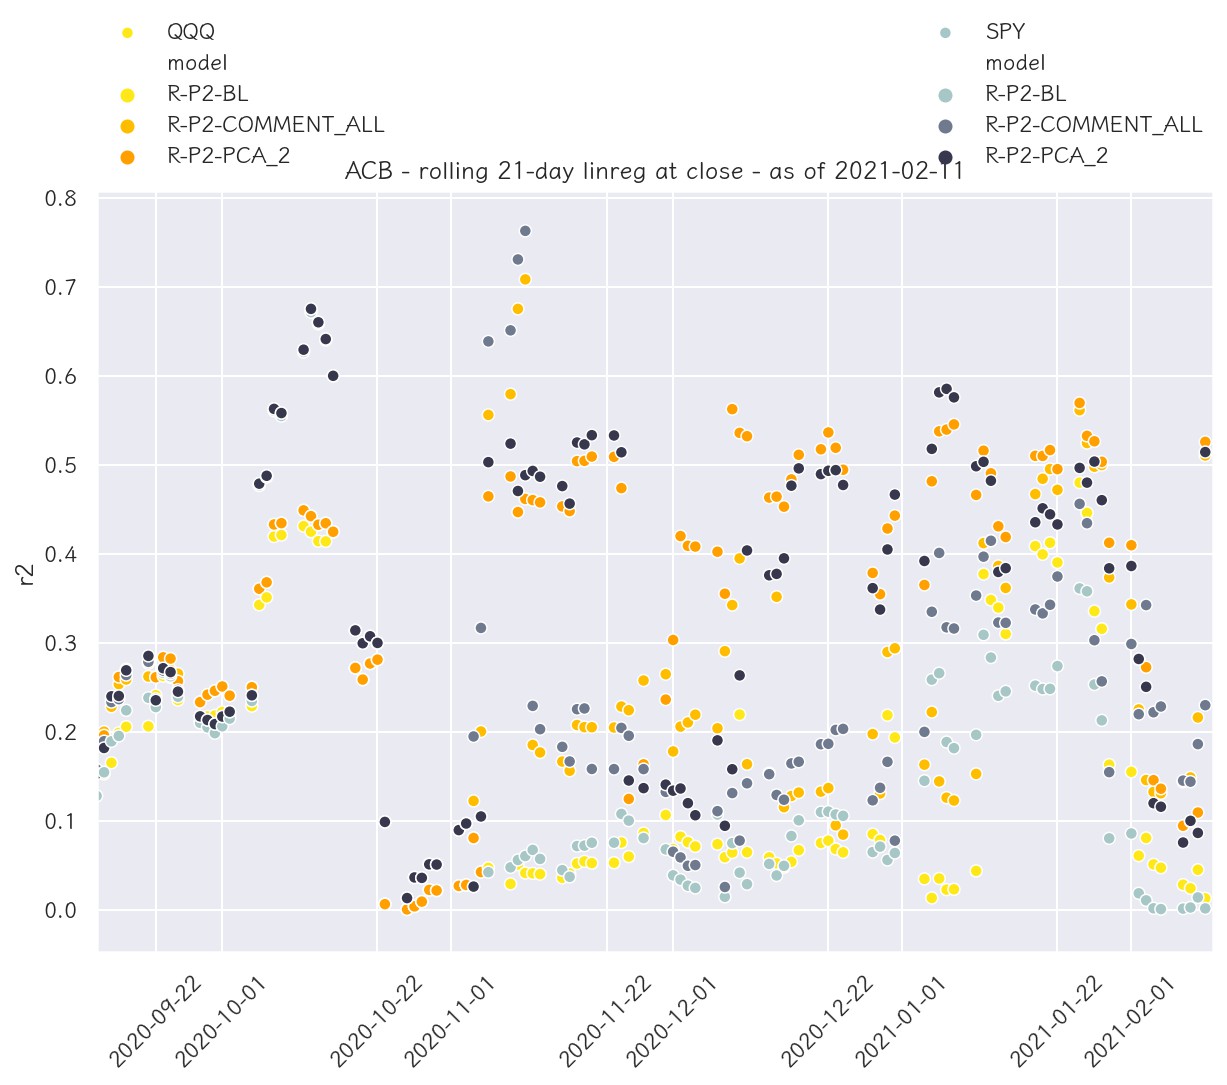 QQQ
model
R-P2-BL
R-P2-COMMENT_ALL
R-P2-PCA_2
SPY
model
R-P2-BL
R-P2-COMMENT_ALL
R-P2-PCA_2
ACB - rolling 21-day linreg at close - as of 2021-02-11
0.8
0.7
0.6
0.5
0.4
0.3
0.2
0.1
0.0
r2
2020-09-22
2020-10-01
2020-10-22
2020-11-01
2020-11-22
2020-12-01
2020-12-22
2021-01-01
2021-01-22
2021-02-01